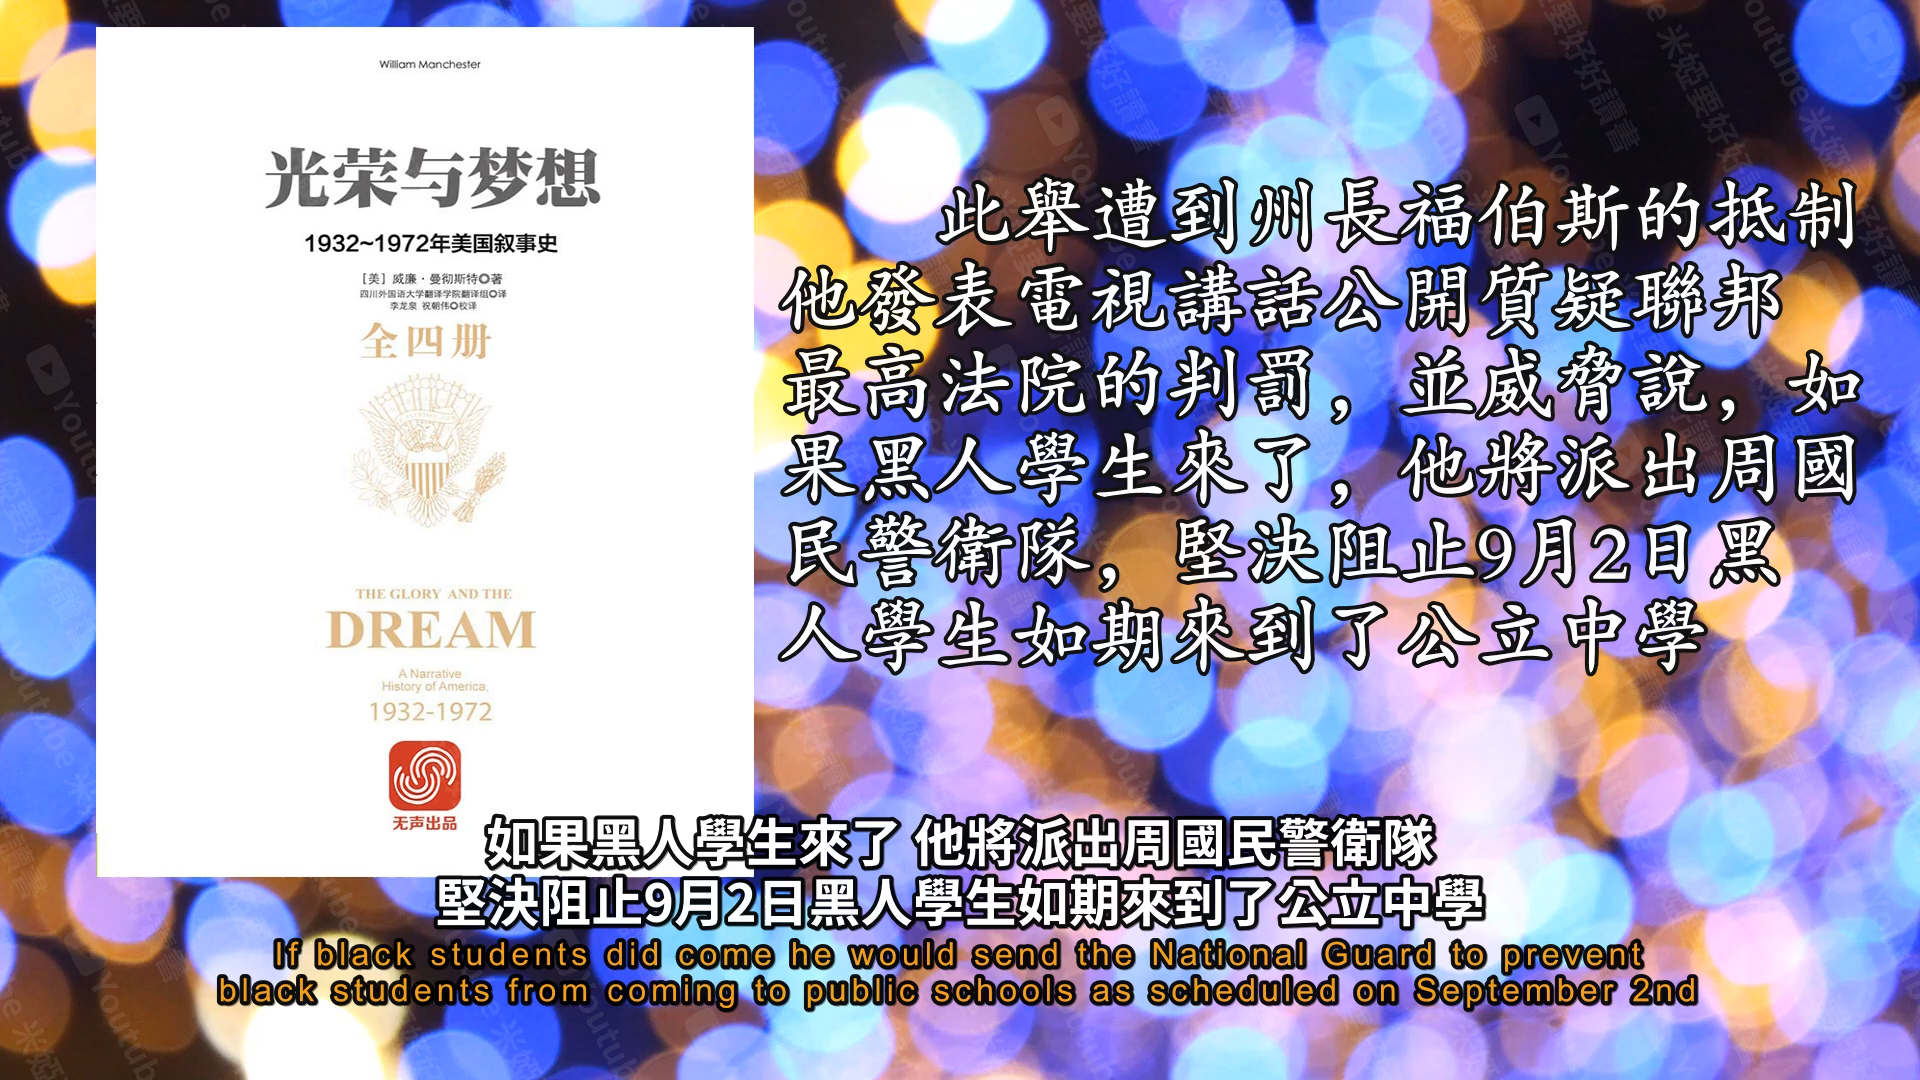 William Manchester
光荣与梦想
1932~1972年美国叙事史
［美］威廉·曼彻斯特◎著
四川外国语大学翻译学院翻译组◎译
李龙泉 祝朝伟◎校译
全四册
THE GLORY AND THE
DREAM
A Narrative
History of America,
1932-1972
无声出品
此舉遭到州長福伯斯的抵制
他發表電視講話公開質疑聯邦
最高法院的判罰，並威脅說，如
果黑人學生來了，他將派出周國
民警衛隊，堅決阻止9月2日黑
人學生如期來到了公立中學
如果黑人學生來了 他將派出周國民警衛隊
堅決阻止9月2日黑人學生如期來到了公立中學
If black students did come he would send the National Guard to prevent
black students from coming to public schools as scheduled on September 2nd
Youtube 米婭要好好讀書